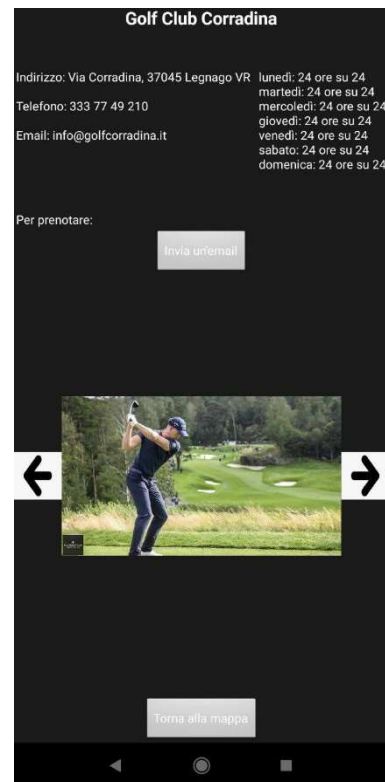 Golf Club Corradina
Indirizzo: Via Corradina, 37045 Legnago VR
Telefono: 333 77 49 210
Email: info@golfcorradina.it
lunedì: 24 ore su 24
martedì: 24 ore su 24
mercoledì: 24 ore su 24
giovedì: 24 ore su 24
venedì: 24 ore su 24
sabato: 24 ore su 24
domenica: 24 ore su 24
Per prenotare:
Invia un'email
Torna alla mappa